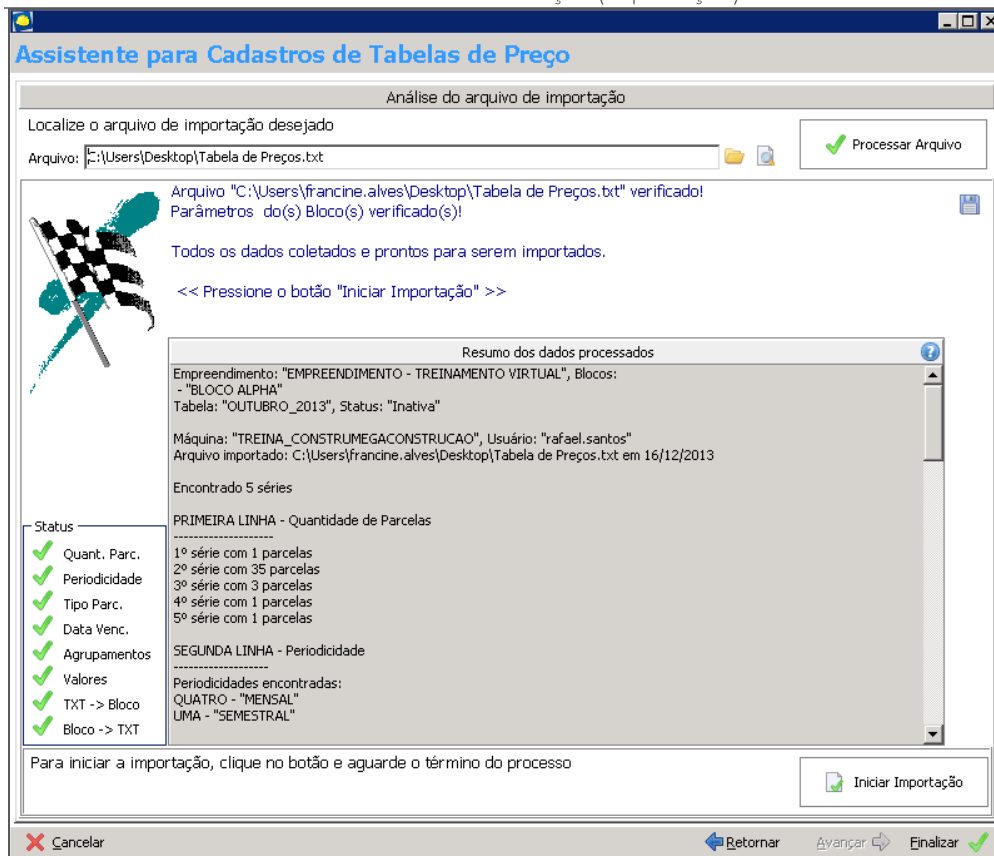 Assistente para Cadastros de Tabelas de Preço
Análise do arquivo de importação
Localize o arquivo de importação desejado
Arquivo: C:\Users\Desktop\Tabela de Preços.txt
Processar Arquivo
Arquivo "C:\Users\francine.alves\Desktop\Tabela de Preços.txt" verificado!
Parâmetros do(s) Bloco(s) verificado(s)!
Todos os dados coletados e prontos para serem importados.
<< Pressione o botão "Iniciar Importação" >>
Resumo dos dados processados
Empreendimento: "EMPREENDIMENTO - TREINAMENTO VIRTUAL", Blocos:
- "BLOCO ALPHA"
Tabela: "OUTUBRO_2013", Status: "Inativa"
Máquina: "TREINA_CONSTRUMEGACONSTRUCAO", Usuário: "rafael.santos"
Arquivo importado: C:\Users\francine.alves\Desktop\Tabela de Preços.txt em 16/12/2013
Encontrado 5 séries
PRIMEIRA LINHA - Quantidade de Parcelas
--------------------
1º série com 1 parcelas
2º série com 35 parcelas
3º série com 3 parcelas
4º série com 1 parcelas
5º série com 1 parcelas
SEGUNDA LINHA - Periodicidade
-------------------
Periodicidades encontradas:
QUATRO - "MENSAL"
UMA - "SEMESTRAL"
Status
Quant. Parc.
Periodicidade
Tipo Parc.
Data Venc.
Agrupamentos
Valores
TXT -> Bloco
Bloco -> TXT
Para iniciar a importação, clique no botão e aguarde o término do processo
Iniciar Importação
Cancelar
Retornar
Avançar
Finalizar